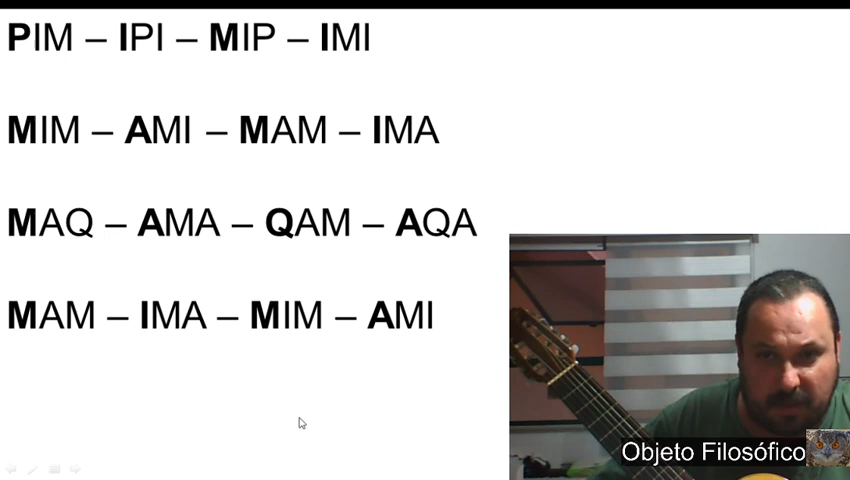 PIM – IPI – MIP – IMI
MIM – AMI – MAM – IMA
MAQ – AMA – QAM – AQA
MAM – IMA – MIM – AMI
Objeto Filosófico